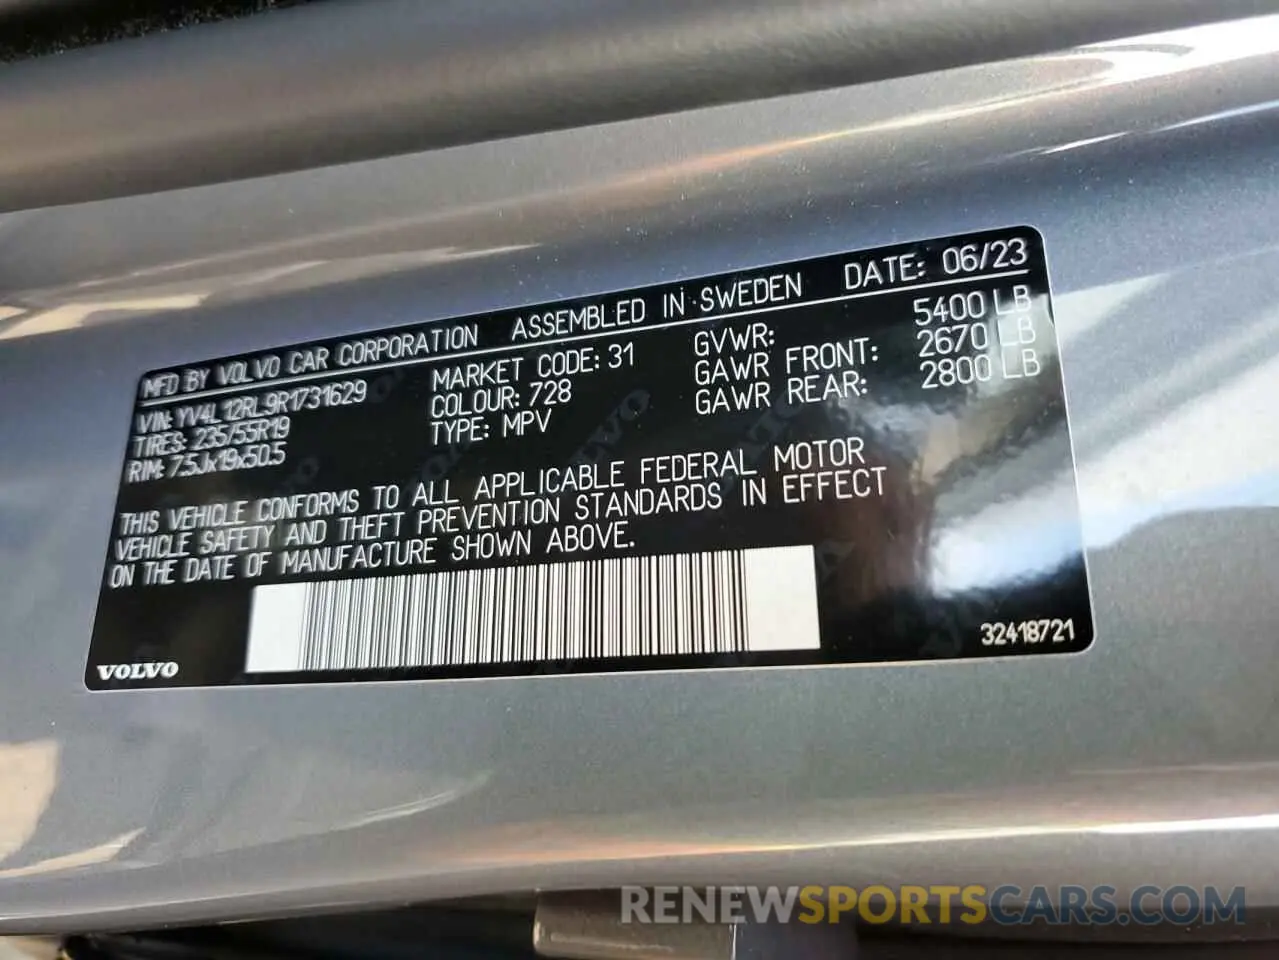 MFD BY VOLVO CAR CORPORATION ASSEMBLED IN SWEDEN DATE: 06/23
VIN: YV4L12RL9R1731629 MARKET CODE: 31 GVWR: 5400 LB
TIRES: 235/55R19 COLOUR: 728 GAWR FRONT: 2670 LB
RIM: 7.5Jx19x50.5 TYPE: MPV GAWR REAR: 2800 LB
THIS VEHICLE CONFORMS TO ALL APPLICABLE FEDERAL MOTOR
VEHICLE SAFETY AND THEFT PREVENTION STANDARDS IN EFFECT
ON THE DATE OF MANUFACTURE SHOWN ABOVE.
VOLVO 32418721
RENEWSPORTSCARS.COM